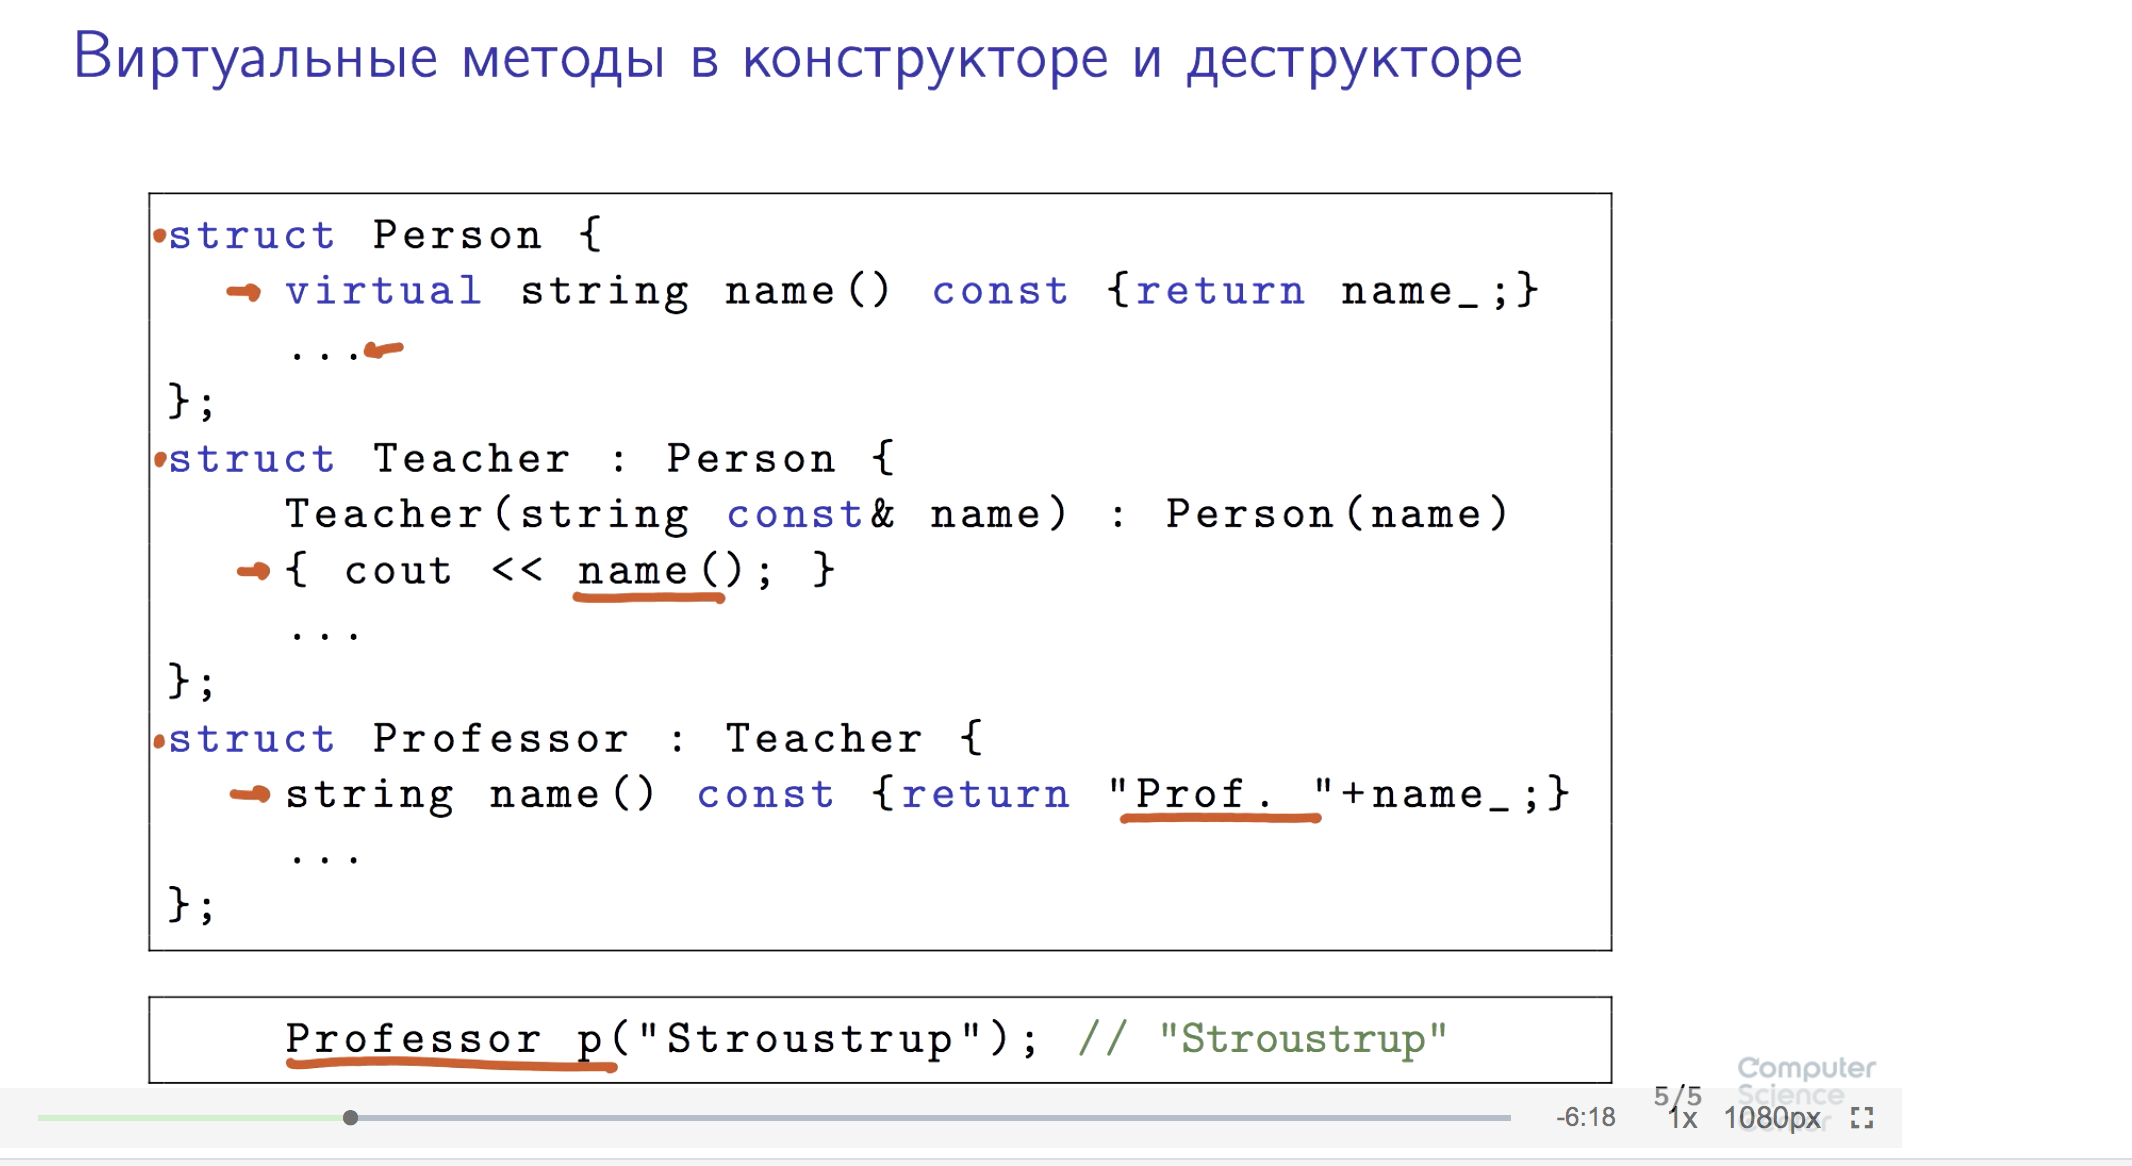 Виртуальные методы в конструкторе и деструкторе
struct Person {
virtual string name() const {return name_;}
...
};
struct Teacher : Person {
Teacher(string const& name) : Person(name)
{ cout << name(); }
...
};
struct Professor : Teacher {
string name() const {return "Prof. "+name_;}
...
};
Professor p("Stroustrup"); // "Stroustrup"
Computer
Science
Center
5/5
-6:18
1x
1080px